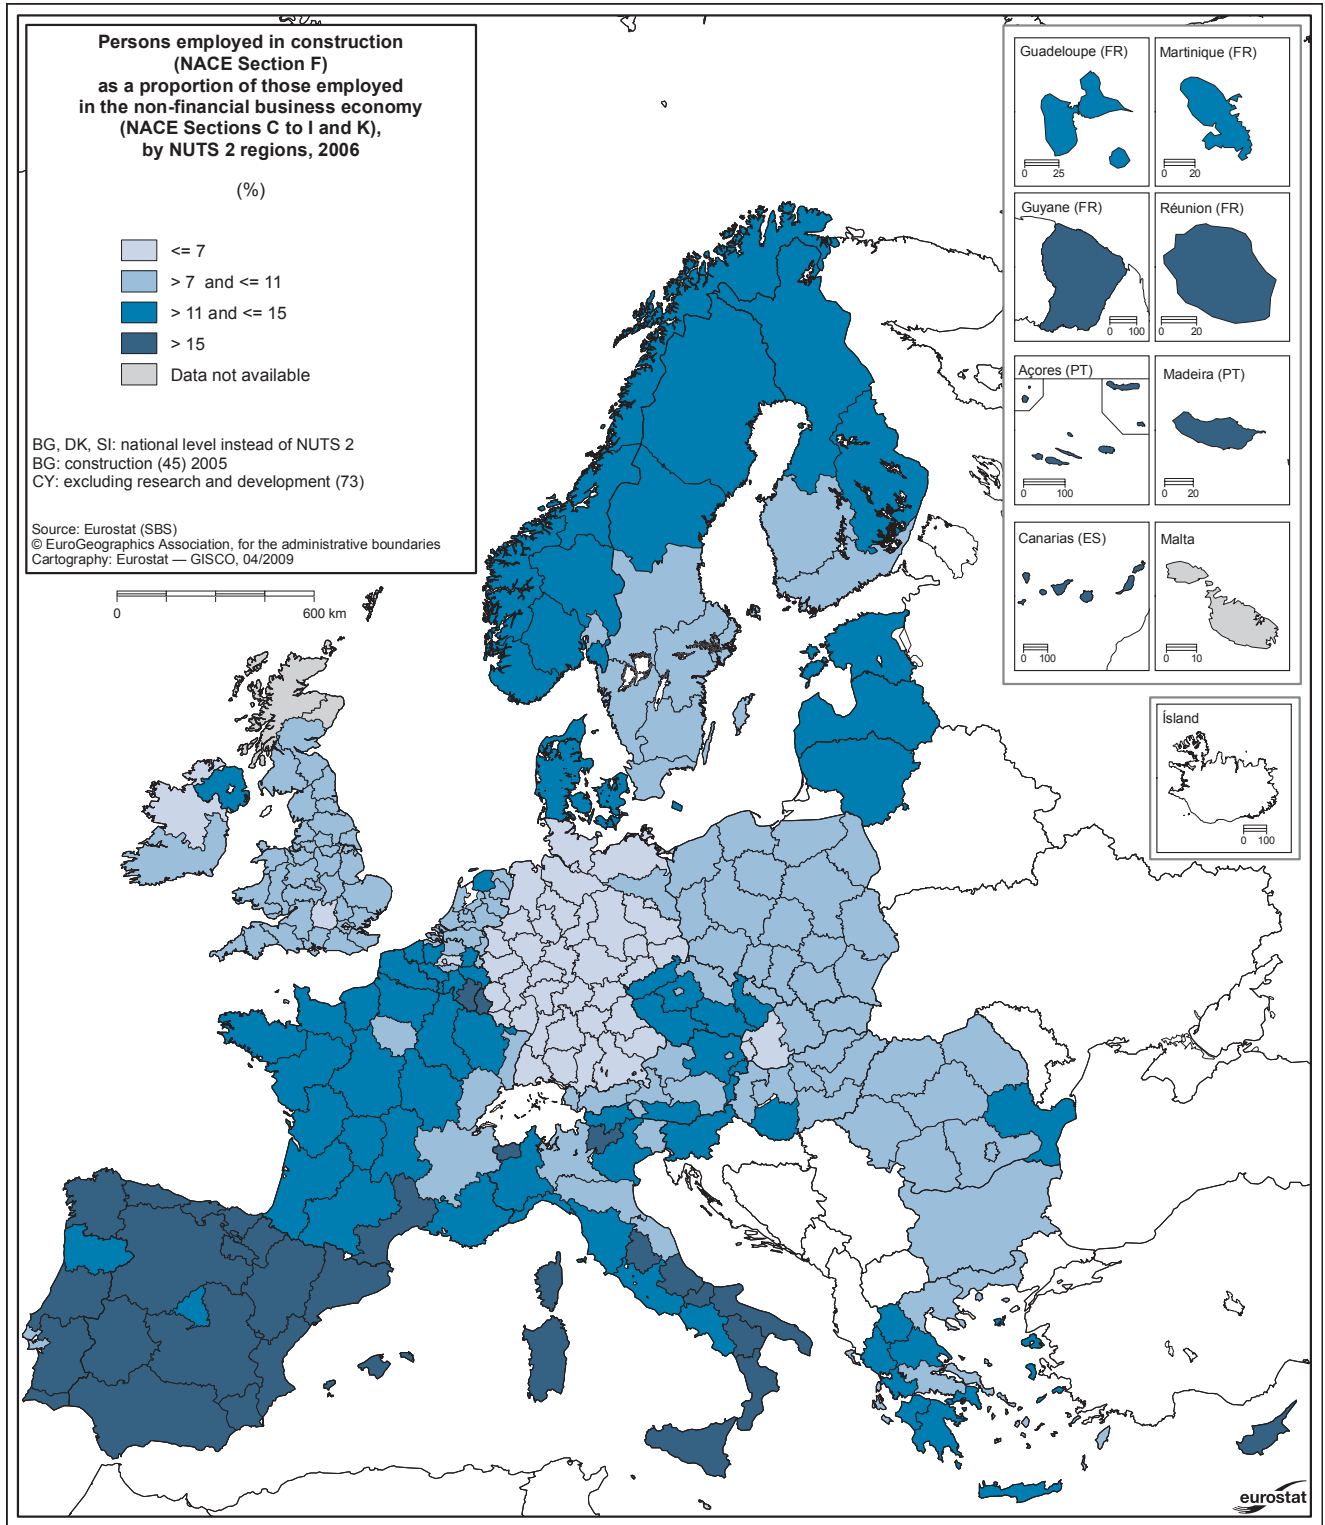 Persons employed in construction
(NACE Section F)
as a proportion of those employed
in the non-financial business economy
(NACE Sections C to I and K),
by NUTS 2 regions, 2006
(%)
<= 7
> 7 and <= 11
> 11 and <= 15
> 15
Data not available
BG, DK, SI: national level instead of NUTS 2
BG: construction (45) 2005
CY: excluding research and development (73)
Source: Eurostat (SBS)
© EuroGeographics Association, for the administrative boundaries
Cartography: Eurostat — GISCO, 04/2009
0 600 km
Guadeloupe (FR)
0 25
Martinique (FR)
0 20
Guyane (FR)
0 100
Réunion (FR)
0 20
Açores (PT)
0 100
Madeira (PT)
0 20
Canarias (ES)
0 100
Malta
0 10
Ísland
0 100
eurostat